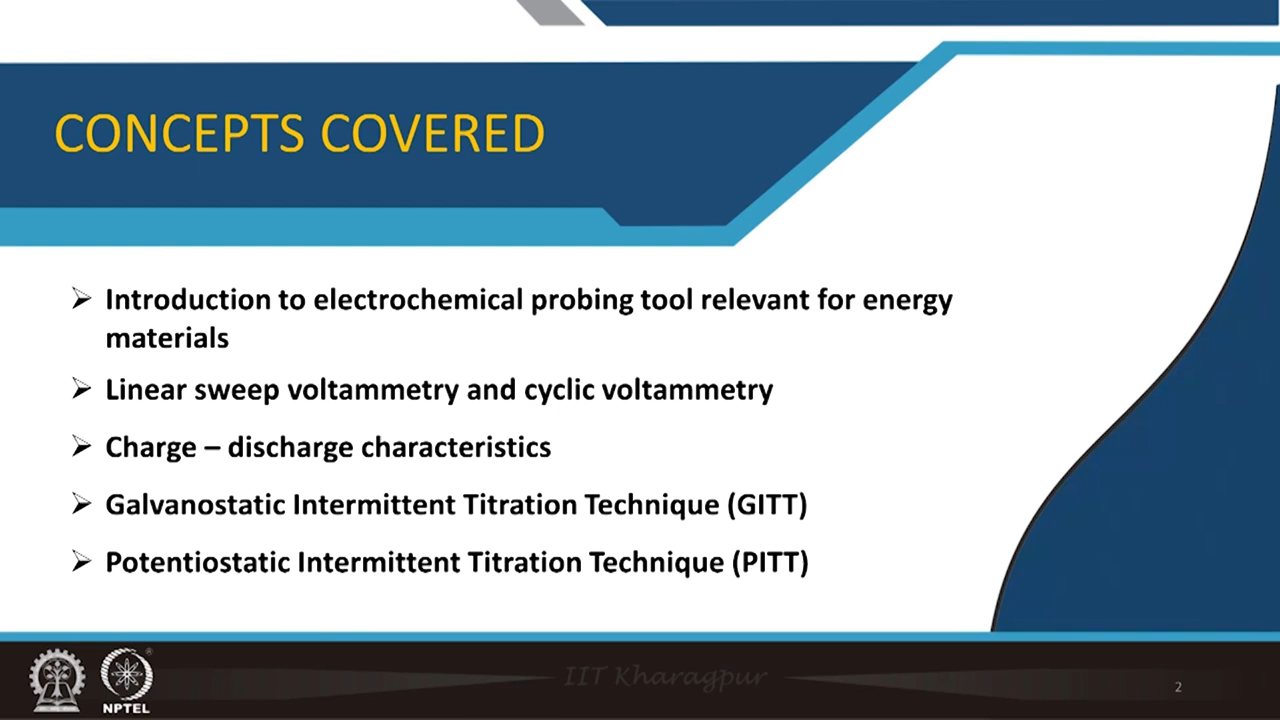 CONCEPTS COVERED
➢ Introduction to electrochemical probing tool relevant for energy
materials
➢ Linear sweep voltammetry and cyclic voltammetry
➢ Charge – discharge characteristics
➢ Galvanostatic Intermittent Titration Technique (GITT)
➢ Potentiostatic Intermittent Titration Technique (PITT)
IIT Kharagpur
®
NPTEL
2